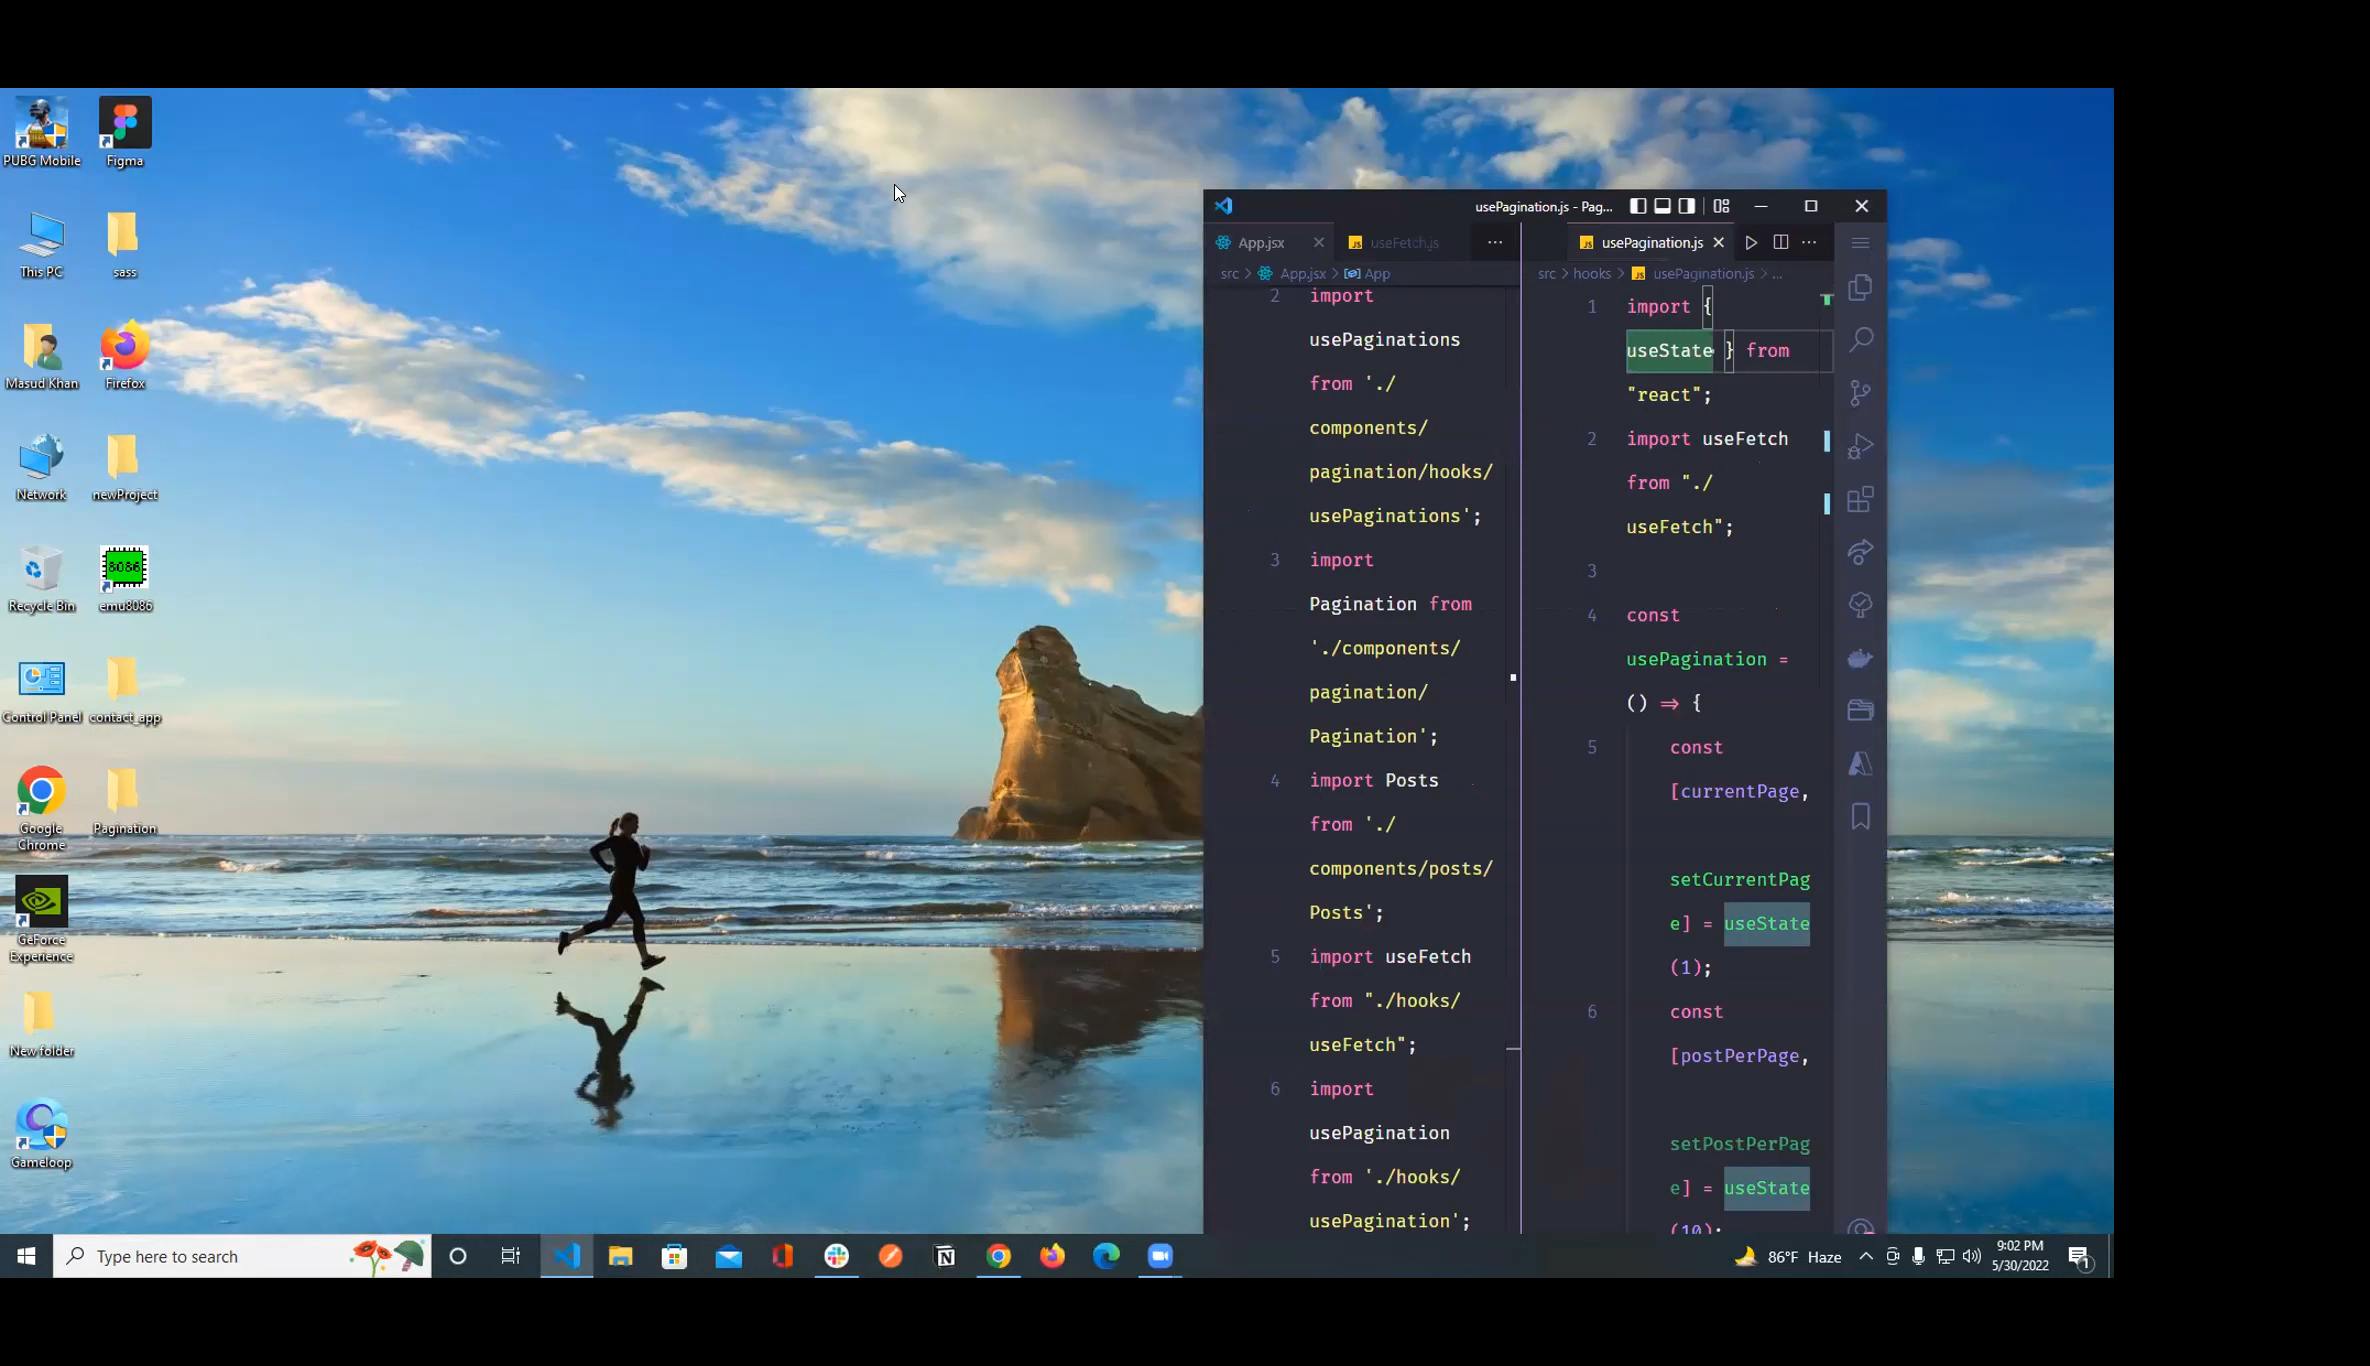 PUBG Mobile
Figma
This PC
sass
Masud Khan
Firefox
Network
newProject
Recycle Bin
8086
emu8086
Control Panel
contact_app
Google
Chrome
Pagination
GeForce
Experience
New folder
Gameloop
usePagination.js - Pag...
App.jsx
useFetch.js
src > App.jsx > App
2 import
usePaginations
from './
components/
pagination/hooks/
usePaginations';
3 import
Pagination from
'./components/
pagination/
Pagination';
4 import Posts
from './
components/posts/
Posts';
5 import useFetch
from "./hooks/
useFetch";
6 import
usePagination
from './hooks/
usePagination';
usePagination.js
src > hooks > usePagination.js > ...
1 import {
useState } from
"react";
2 import useFetch
from "./
useFetch";
3
4 const
usePagination =
() ⇒ {
5 const
[currentPage,
setCurrentPag
e] = useState
(1);
6 const
[postPerPage,
setPostPerPag
e] = useState
(10);
Type here to search
86°F Haze
9:02 PM
5/30/2022
1